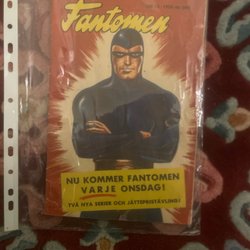 Fantomen
NU KOMMER FANTOMEN
VARJE ONSDAG!
TVÅ NYA SERIER OCH JÄTTEPRISTÄVLING!